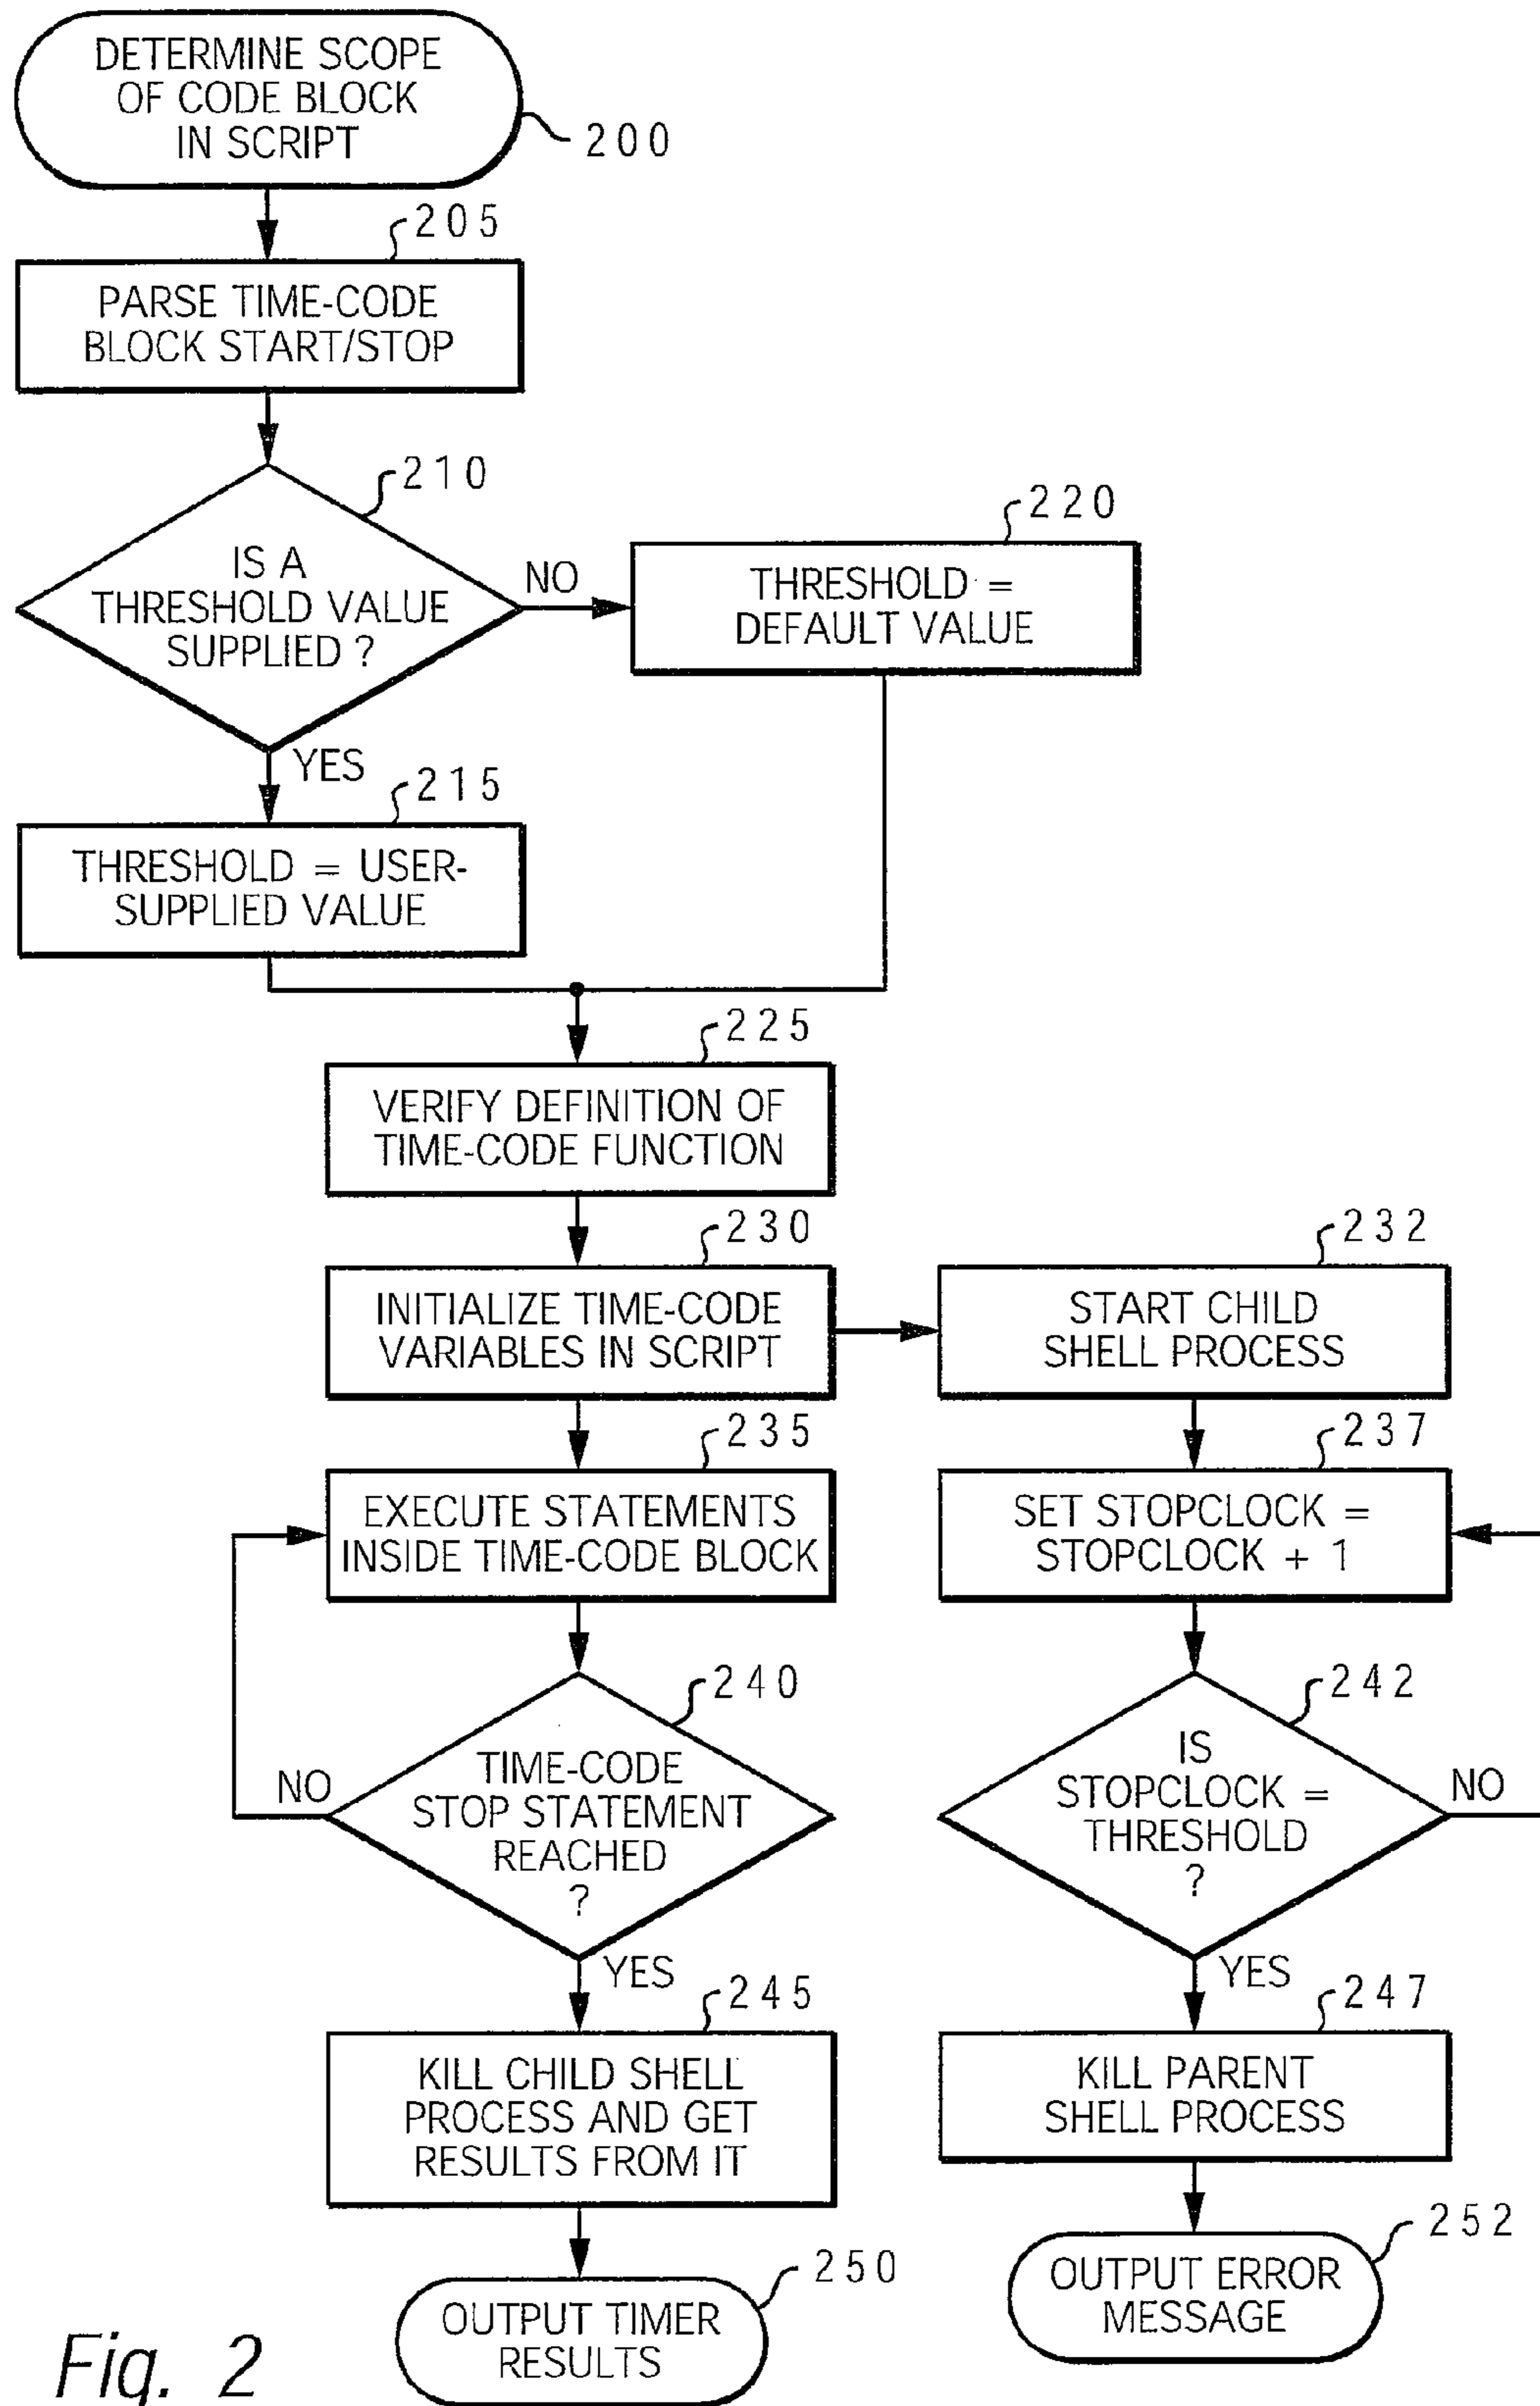 DETERMINE SCOPE
OF CODE BLOCK
IN SCRIPT
200
205
PARSE TIME-CODE
BLOCK START/STOP
210
IS A
THRESHOLD VALUE
SUPPLIED ?
NO
220
THRESHOLD =
DEFAULT VALUE
YES
215
THRESHOLD = USER-
SUPPLIED VALUE
225
VERIFY DEFINITION OF
TIME-CODE FUNCTION
230
INITIALIZE TIME-CODE
VARIABLES IN SCRIPT
232
START CHILD
SHELL PROCESS
235
EXECUTE STATEMENTS
INSIDE TIME-CODE BLOCK
237
SET STOPCLOCK =
STOPCLOCK + 1
240
TIME-CODE
STOP STATEMENT
REACHED
?
NO
YES
242
IS
STOPCLOCK =
THRESHOLD
?
NO
YES
245
KILL CHILD SHELL
PROCESS AND GET
RESULTS FROM IT
247
KILL PARENT
SHELL PROCESS
250
OUTPUT TIMER
RESULTS
252
OUTPUT ERROR
MESSAGE
Fig. 2